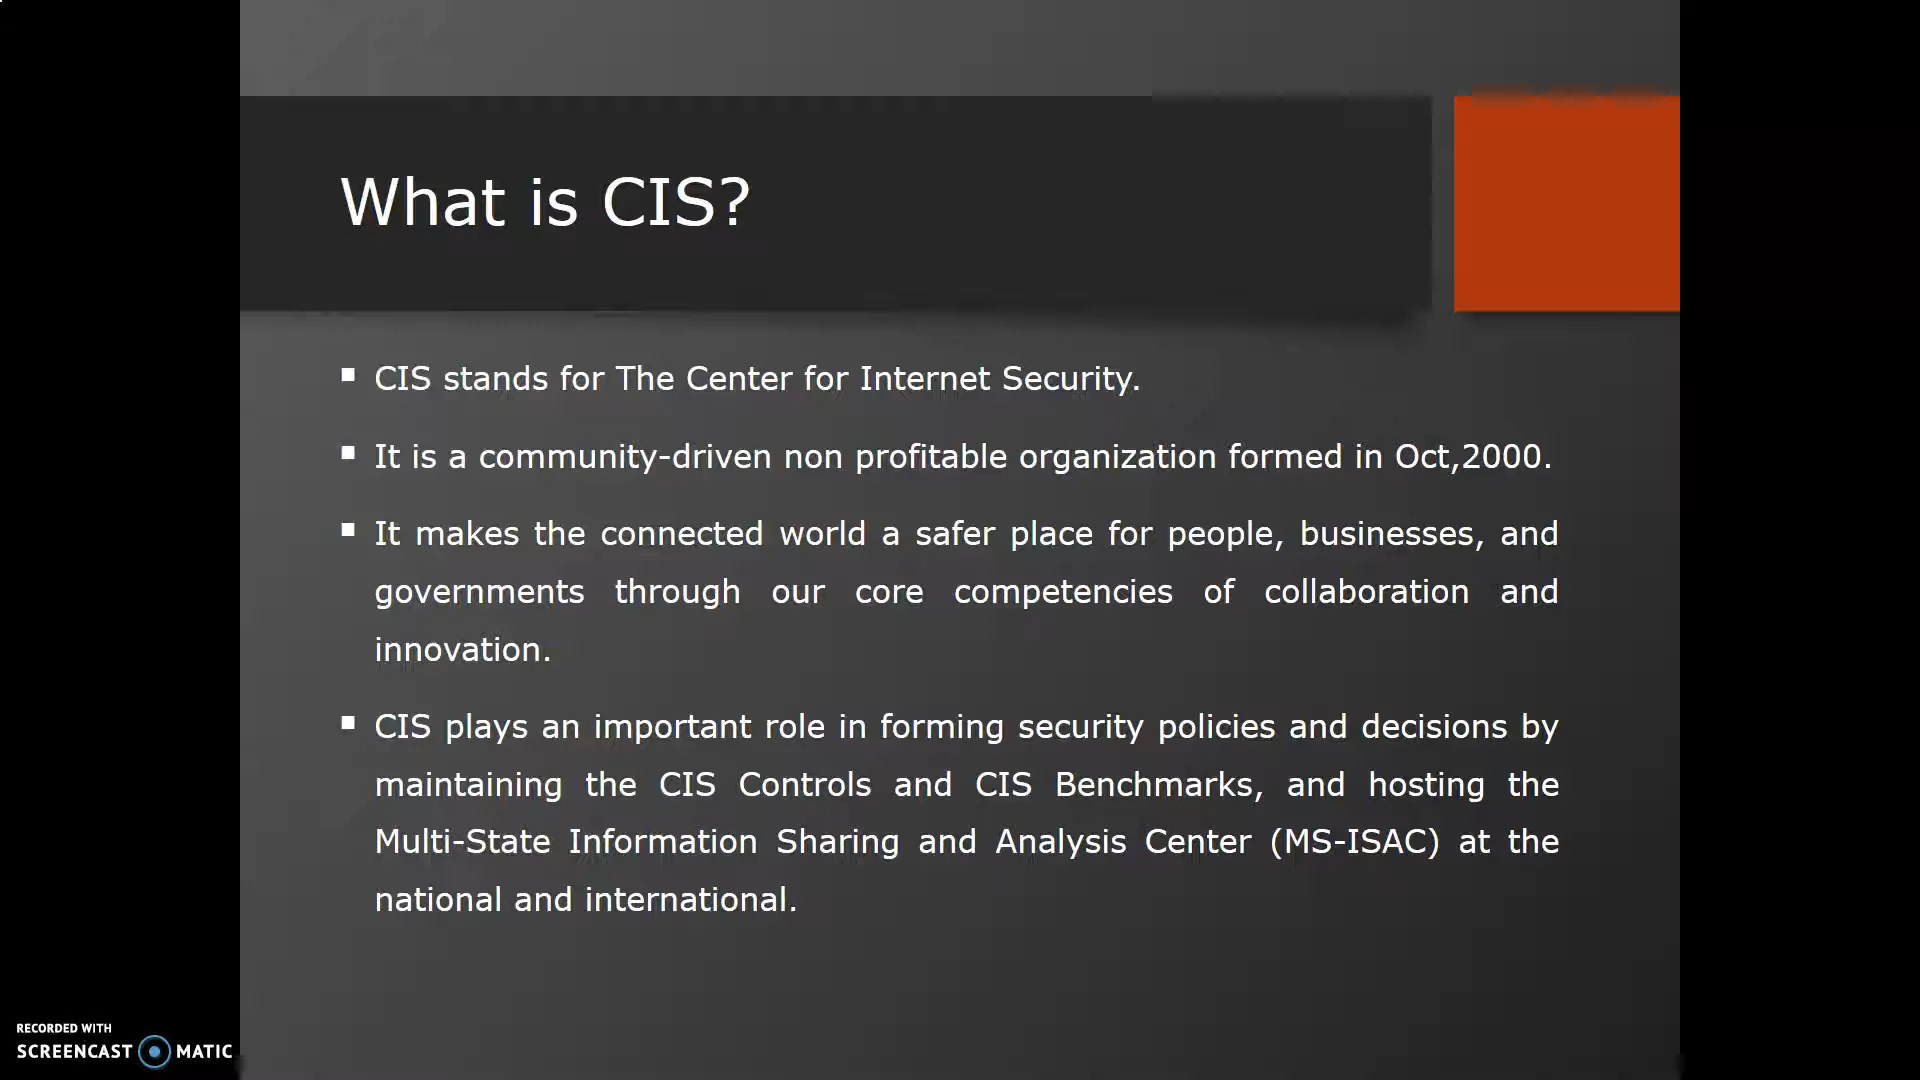 What is CIS?
▪ CIS stands for The Center for Internet Security.
▪ It is a community-driven non profitable organization formed in Oct,2000.
▪ It makes the connected world a safer place for people, businesses, and
governments through our core competencies of collaboration and
innovation.
▪ CIS plays an important role in forming security policies and decisions by
maintaining the CIS Controls and CIS Benchmarks, and hosting the
Multi-State Information Sharing and Analysis Center (MS-ISAC) at the
national and international.
RECORDED WITH
SCREENCAST MATIC